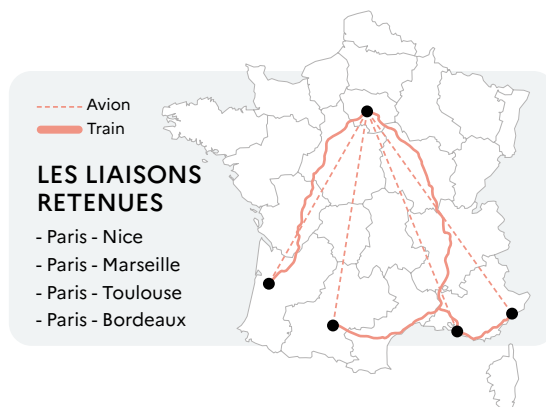 Avion
Train
LES LIAISONS
RETENUES
- Paris - Nice
- Paris - Marseille
- Paris - Toulouse
- Paris - Bordeaux